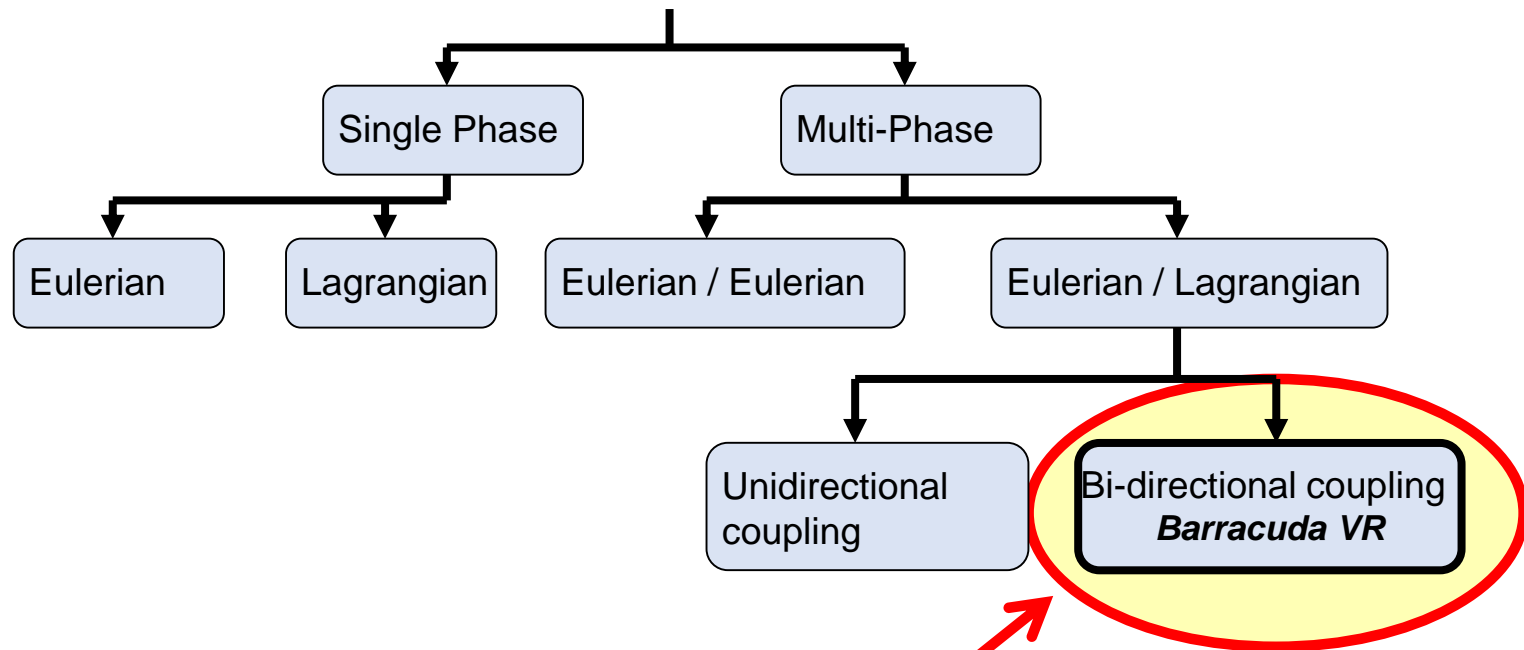 Single Phase
Multi-Phase
Eulerian
Lagrangian
Eulerian / Eulerian
Eulerian / Lagrangian
Unidirectional
coupling
Bi-directional coupling
Barracuda VR